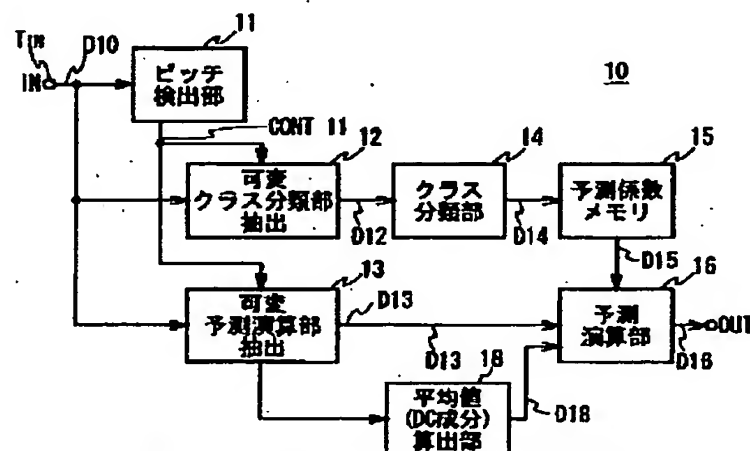 11
TIN
D10
IN
ピッチ
検出部
10
CONT 11
12
14
15
可変
クラス分類部
抽出
クラス
分類部
予測係数
メモリ
D12
D14
D15
13
16
可変
予測演算部
抽出
D13
予測
演算部
OUT
D13
D16
18
平均値
(DC成分)
算出部
D18